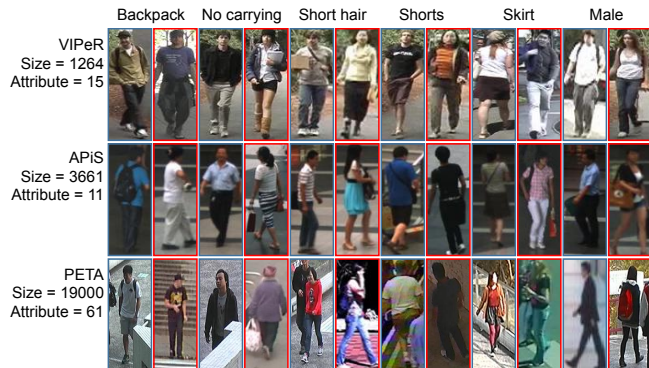 Backpack No carrying Short hair Shorts Skirt Male
VIPeR
Size = 1264
Attribute = 15
APiS
Size = 3661
Attribute = 11
PETA
Size = 19000
Attribute = 61